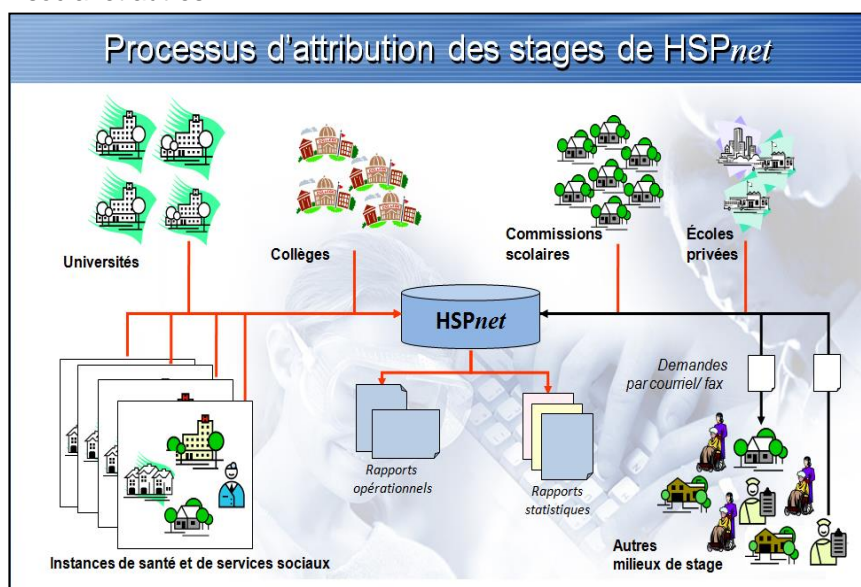 Processus d'attribution des stages de HSPnet
Universités
Collèges
Commissions
scolaires
Écoles
privées
HSPnet
Demandes
par courriel/ fax
Rapports
opérationnels
Rapports
statistiques
Autres
milieux de stage
Instances de santé et de services sociaux